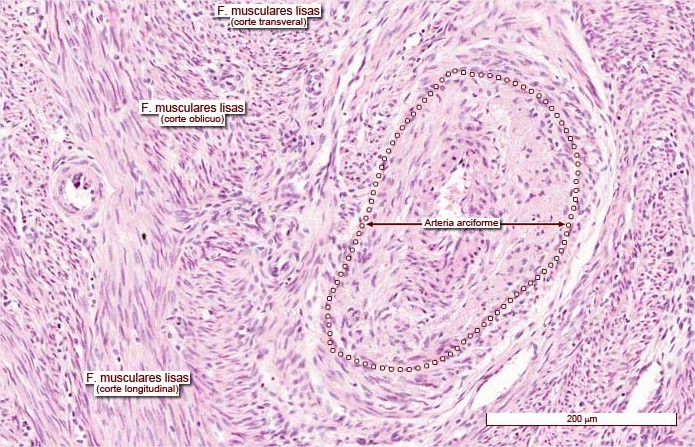 F. musculares lisas
(corte transveral)
F. musculares lisas
(corte oblicuo)
Arteria arciforme
F. musculares lisas
(corte longitudinal)
200 µm